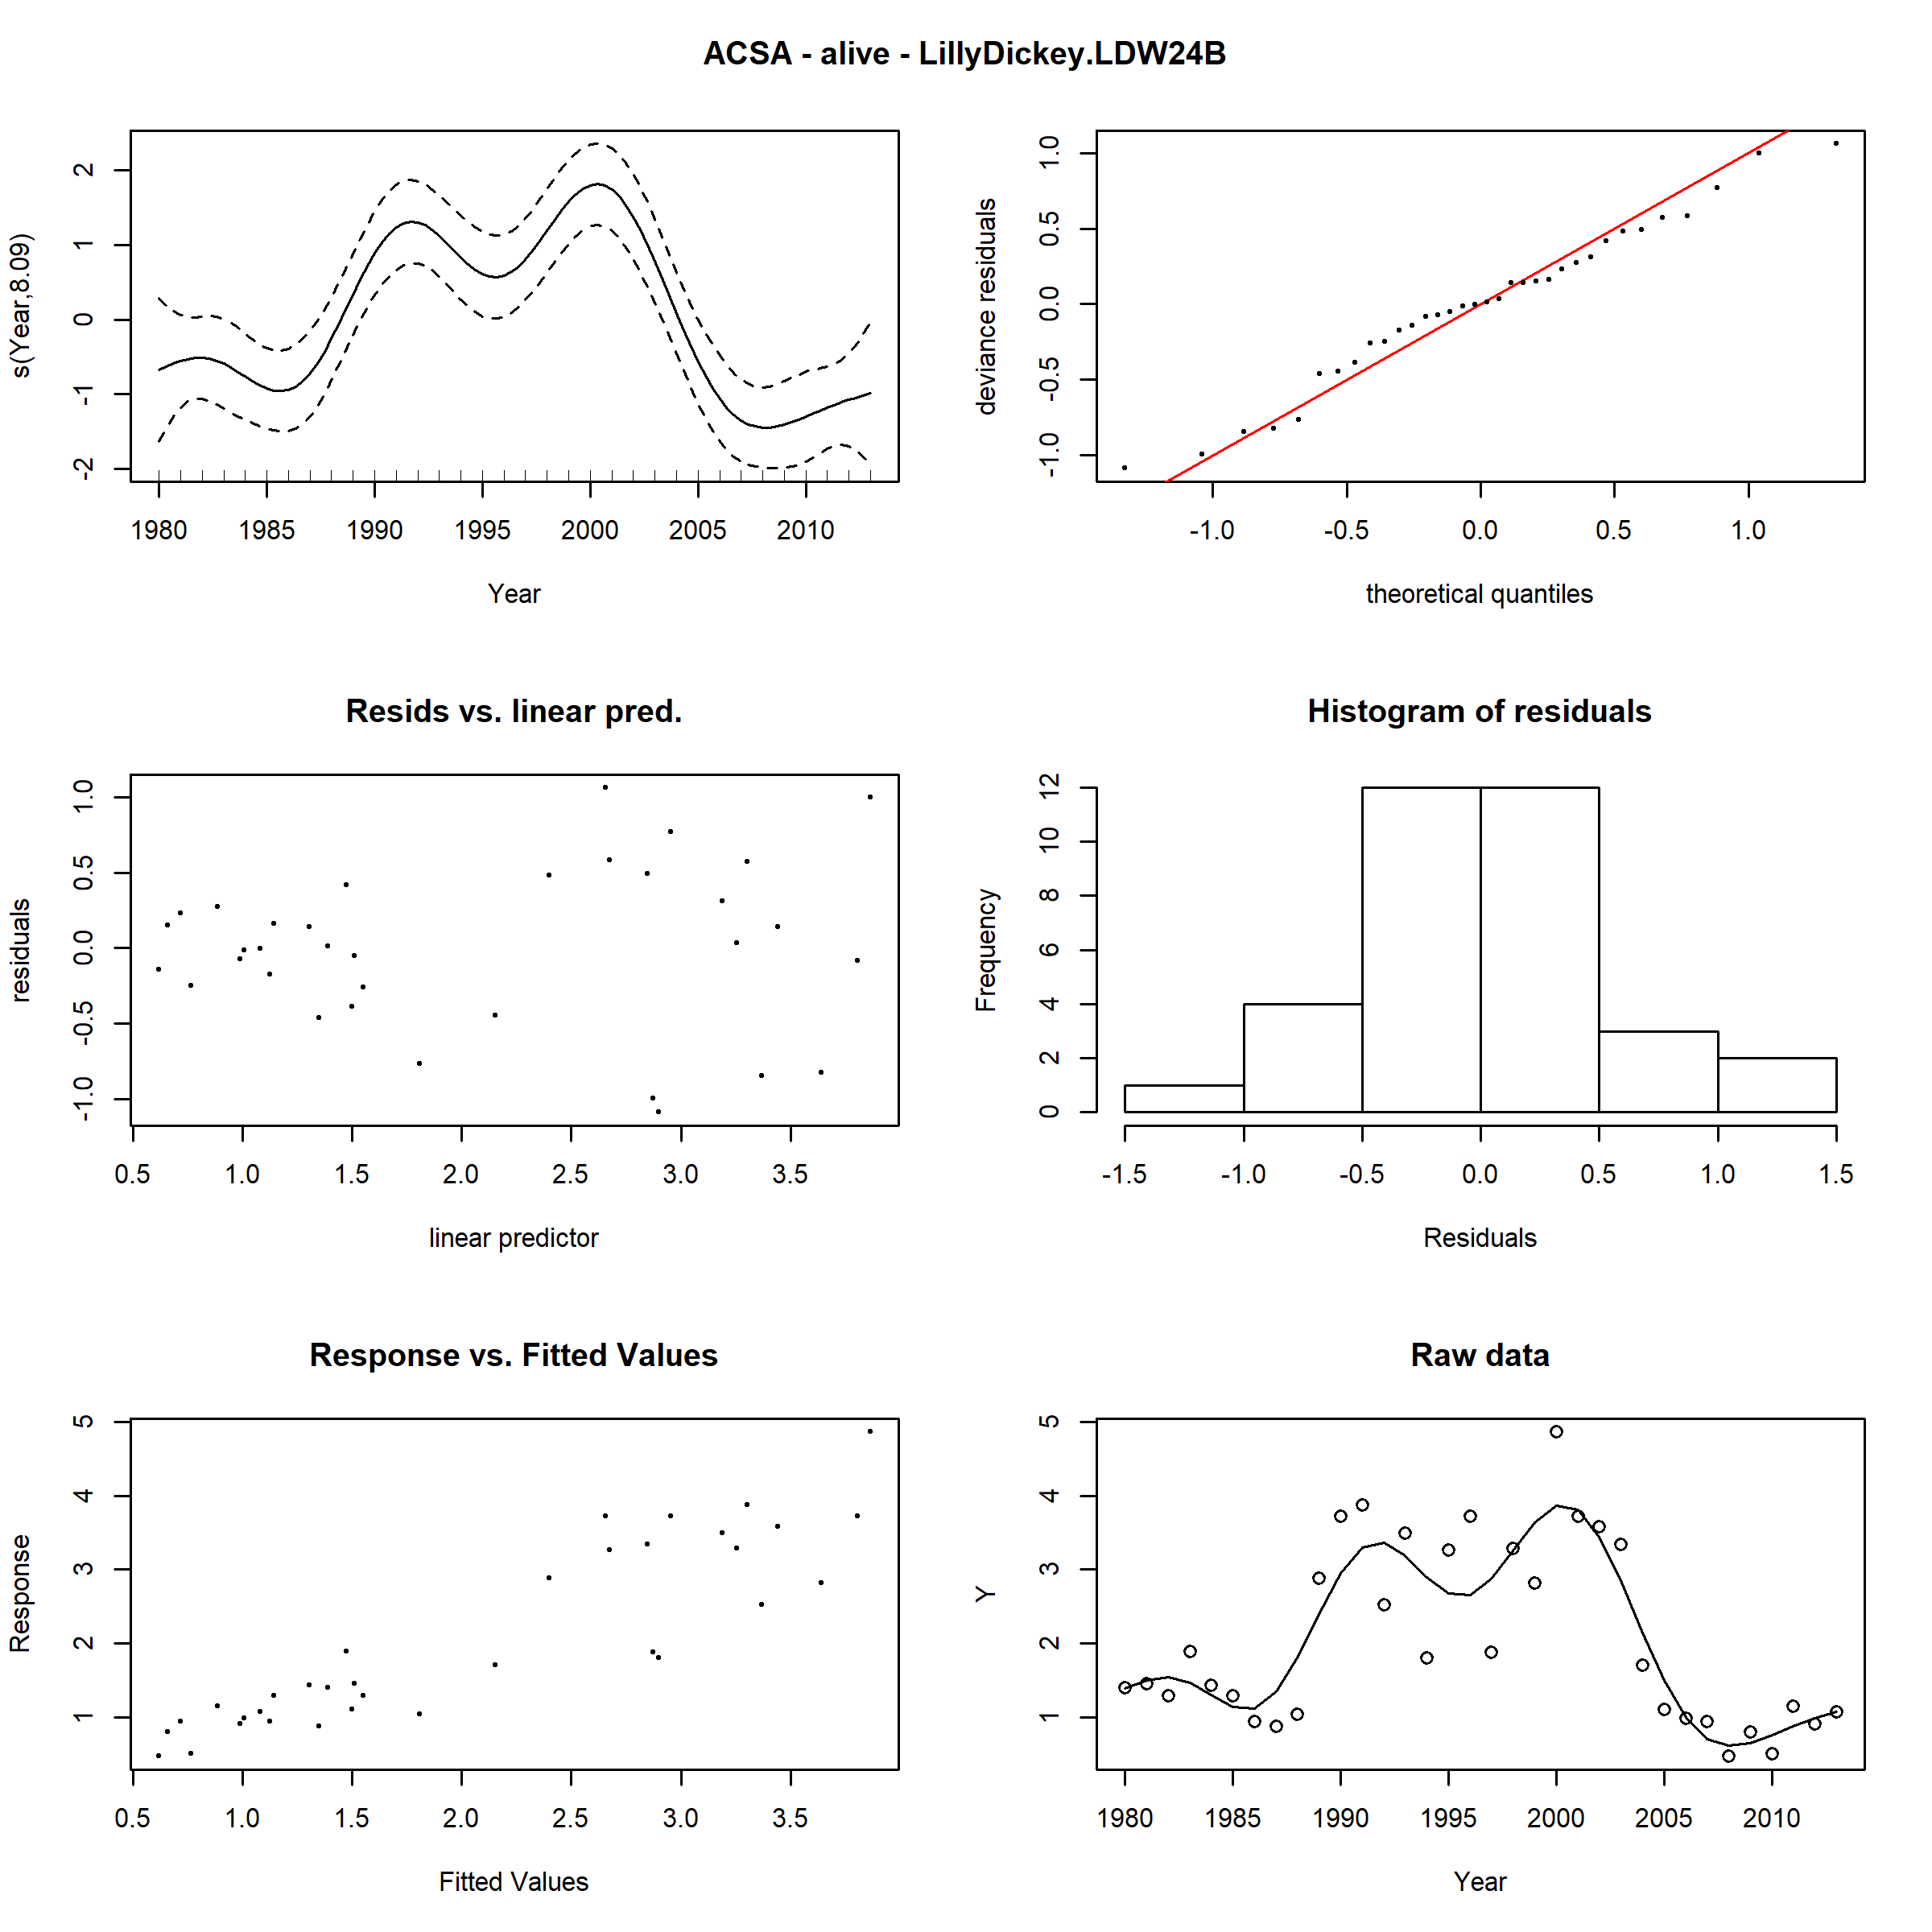 ACSA - alive - LillyDickey.LDW24B
s(Year,8.09)
2
1
0
-1
-2
1980 1985 1990 1995 2000 2005 2010
Year
deviance residuals
1.0
0.5
0.0
-0.5
-1.0
-1.0 -0.5 0.0 0.5 1.0
theoretical quantiles
Resids vs. linear pred.
residuals
1.0
0.5
0.0
-0.5
-1.0
0.5 1.0 1.5 2.0 2.5 3.0 3.5
linear predictor
Histogram of residuals
Frequency
12
10
8
6
4
2
0
-1.5 -1.0 -0.5 0.0 0.5 1.0 1.5
Residuals
Response vs. Fitted Values
Response
5
4
3
2
1
0.5 1.0 1.5 2.0 2.5 3.0 3.5
Fitted Values
Raw data
Y
5
4
3
2
1
1980 1985 1990 1995 2000 2005 2010
Year